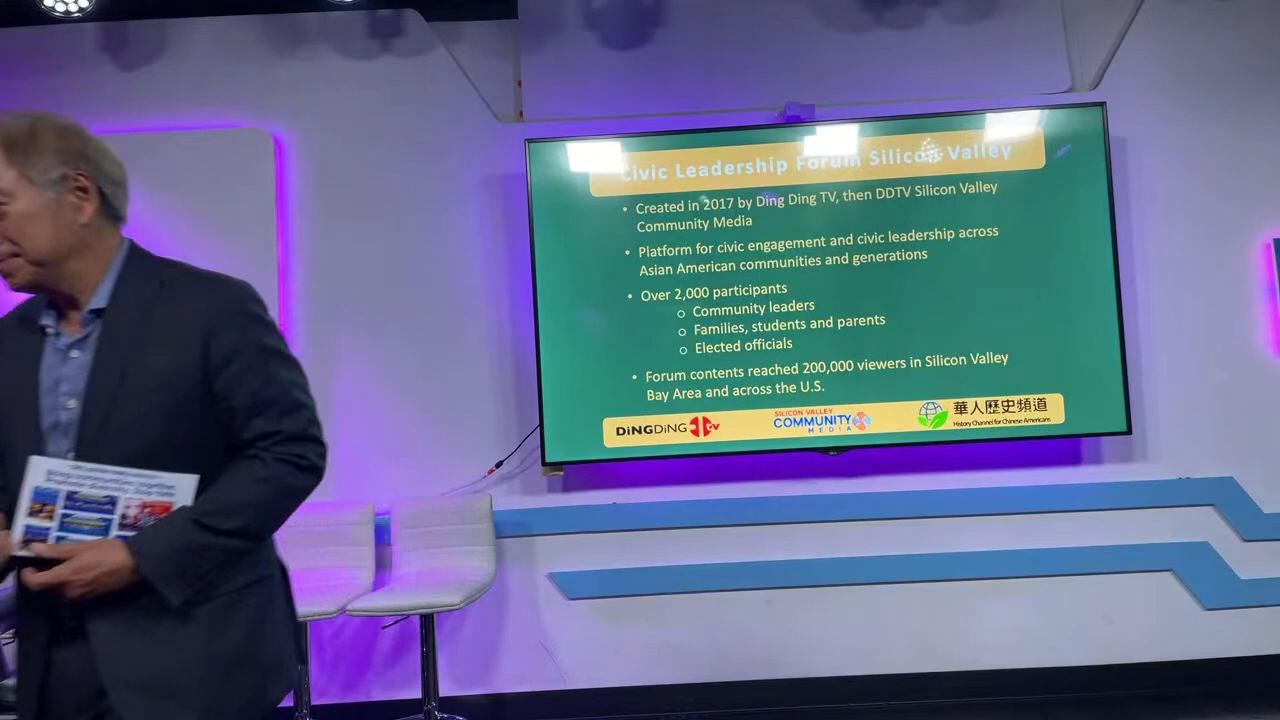 Civic Leadership Forum Silicon Valley
• Created in 2017 by Ding Ding TV, then DDTV Silicon Valley
Community Media
• Platform for civic engagement and civic leadership across
Asian American communities and generations
• Over 2,000 participants
o Community leaders
o Families, students and parents
o Elected officials
• Forum contents reached 200,000 viewers in Silicon Valley
Bay Area and across the U.S.
DiNGDiNG tv
SILICON VALLEY
COMMUNITY
MEDIA
華人歷史頻道
History Channel for Chinese Americans